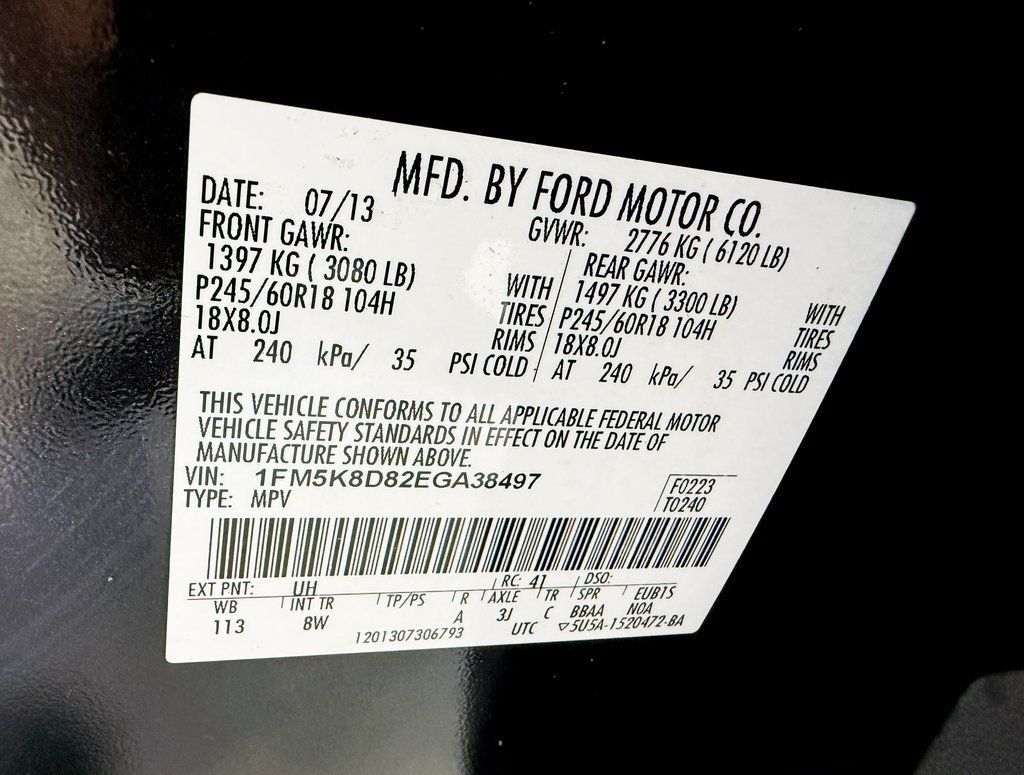 MFD. BY FORD MOTOR CO.
DATE: 07/13 GVWR: 2776 KG ( 6120 LB)
FRONT GAWR: REAR GAWR:
1397 KG ( 3080 LB) WITH 1497 KG ( 3300 LB) WITH
P245/60R18 104H TIRES P245/60R18 104H TIRES
18X8.0J RIMS 18X8.0J RIMS
AT 240 kPa/ 35 PSI COLD AT 240 kPa/ 35 PSI COLD
THIS VEHICLE CONFORMS TO ALL APPLICABLE FEDERAL MOTOR
VEHICLE SAFETY STANDARDS IN EFFECT ON THE DATE OF
MANUFACTURE SHOWN ABOVE.
VIN: 1FM5K8D82EGA38497 F0223
TYPE: MPV T0240
EXT PNT: UH RC: 41 DSO:
WB INT TR TP/PS R AXLE TR SPR EUB1S
113 8W A 3J C BBAA NOA
1201307306793 UTC ▽5U5A-1520472-BA